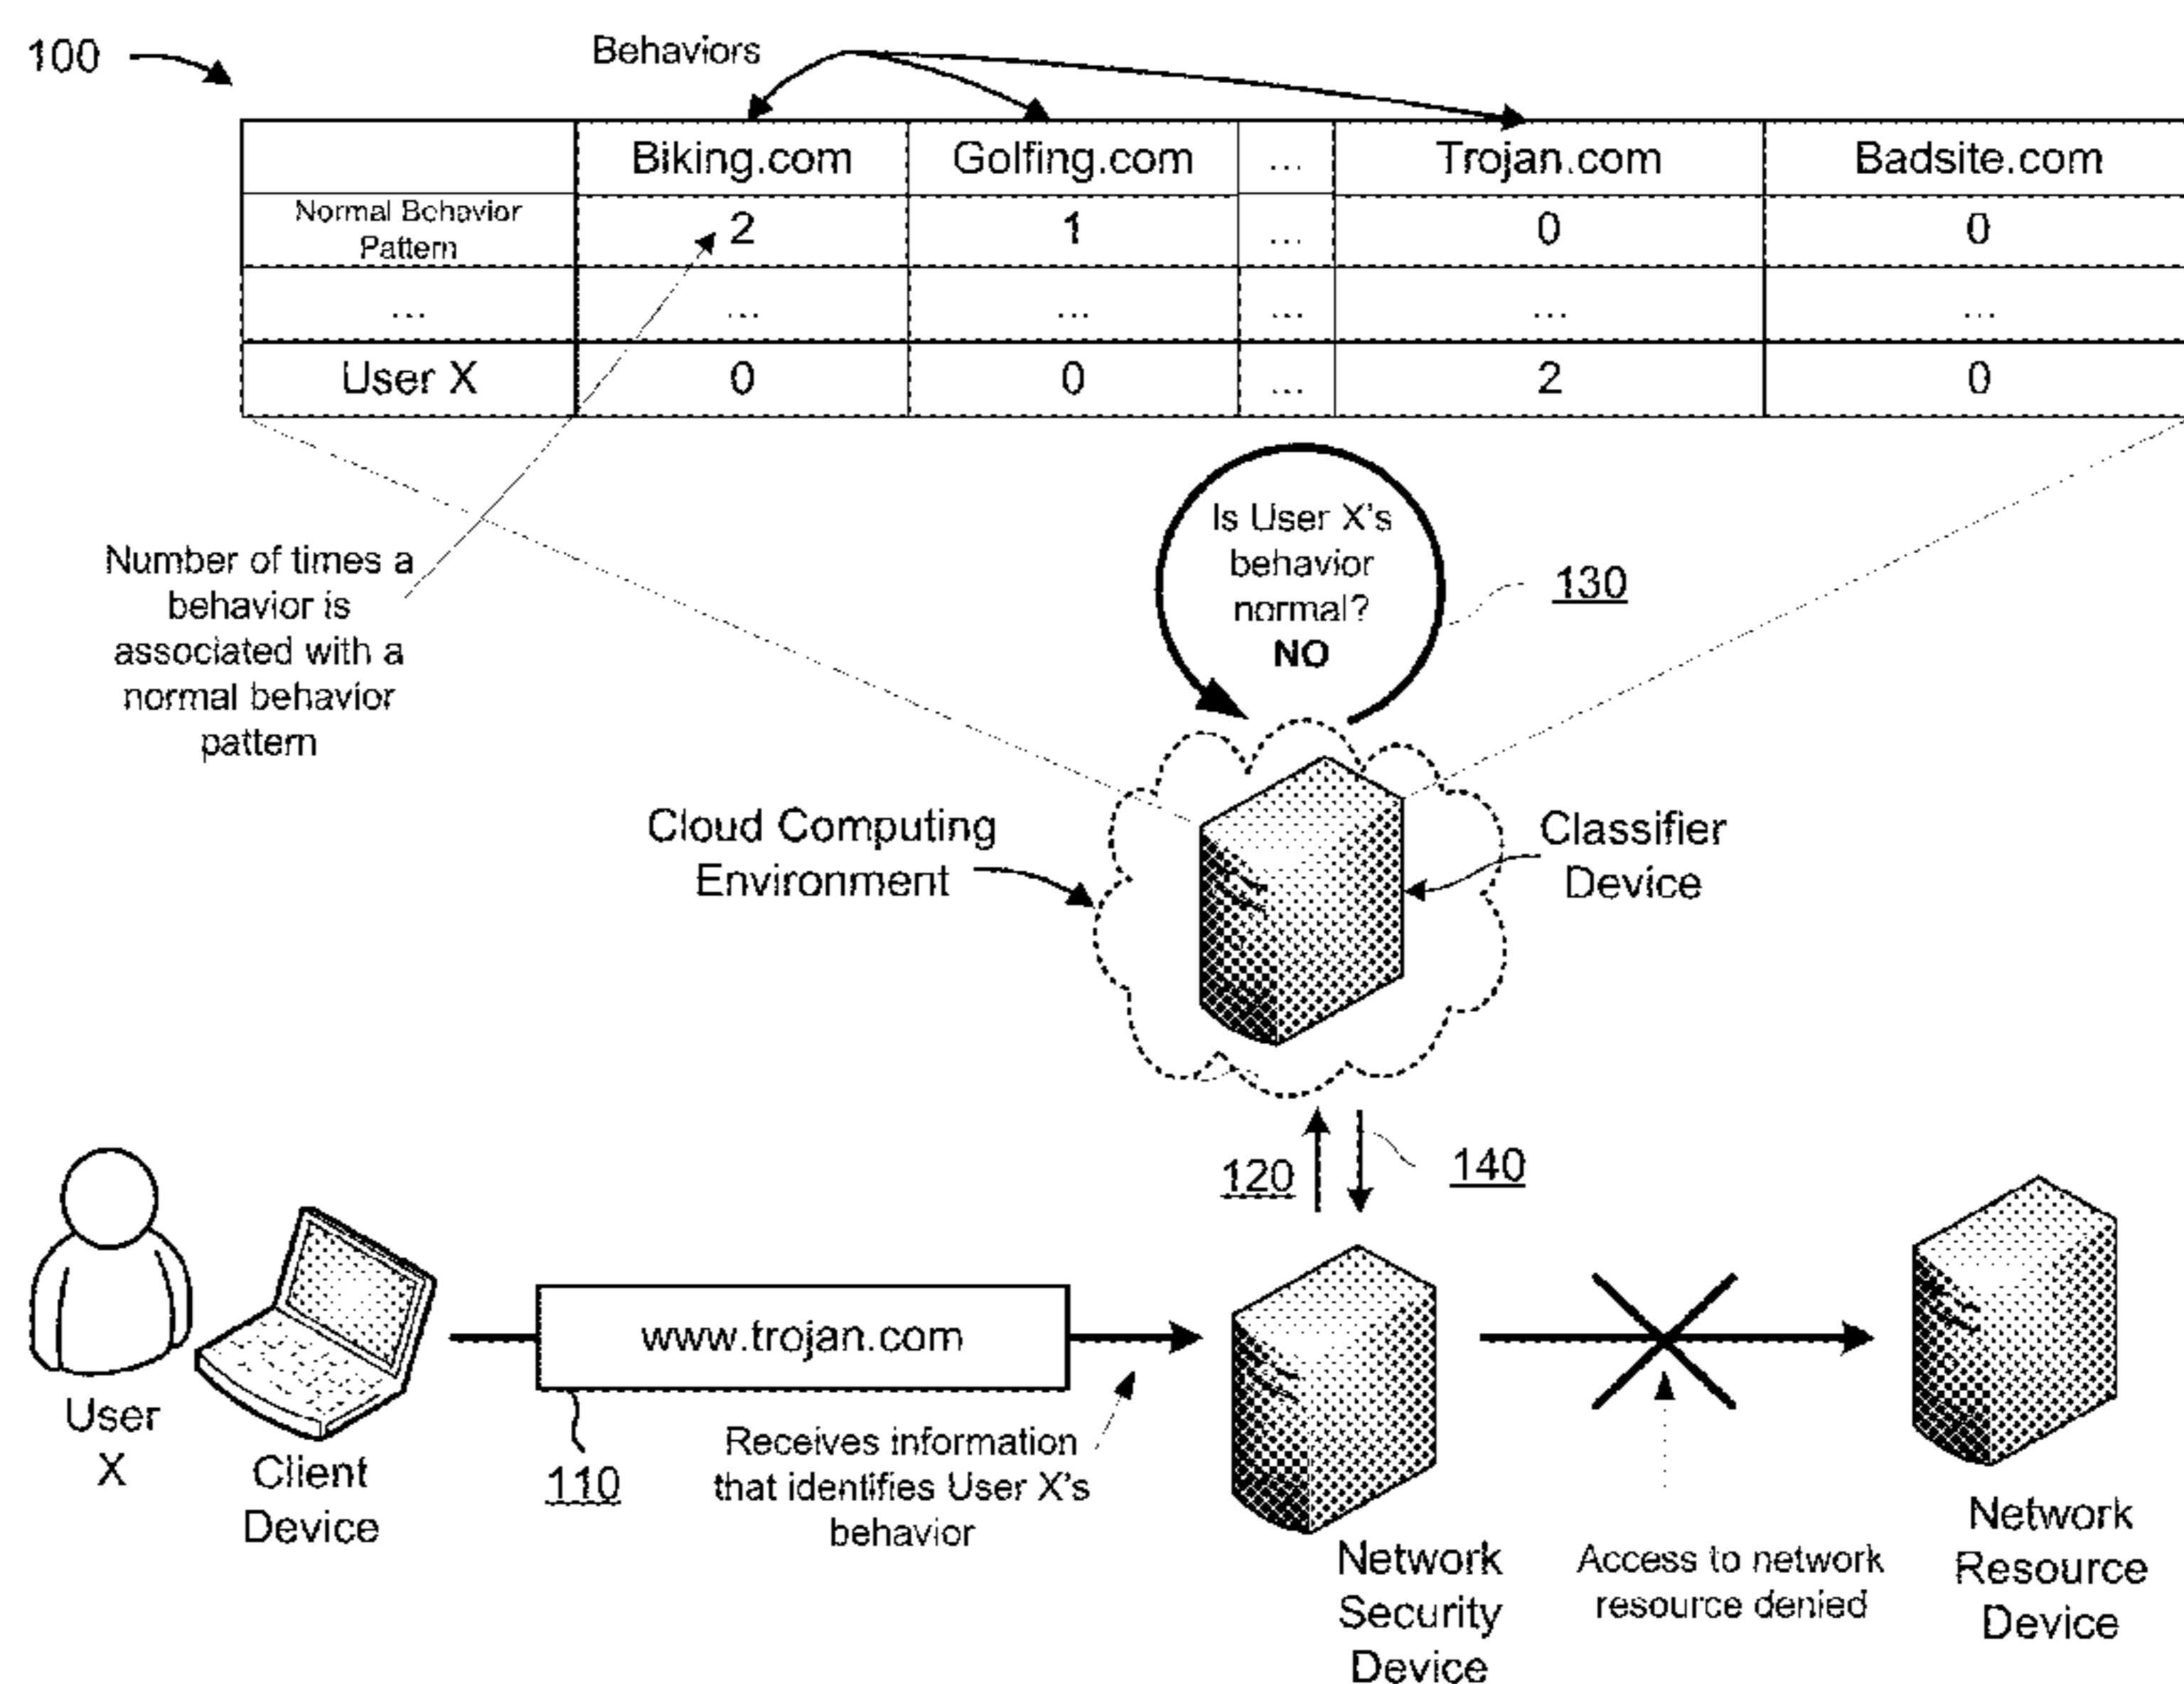 100
Behaviors
Biking.com Golfing.com ... Trojan.com Badsite.com
Normal Behavior
Pattern
2 1 ... 0 0
... ... ... ... ... ...
User X 0 0 ... 2 0
Is User X's
behavior
normal?
NO
130
Number of times a
behavior is
associated with a
normal behavior
pattern
Cloud Computing
Environment
Classifier
Device
120
140
www.trojan.com
User
X
Client
Device
110
Receives information
that identifies User X's
behavior
Network
Security
Device
Access to network
resource denied
Network
Resource
Device